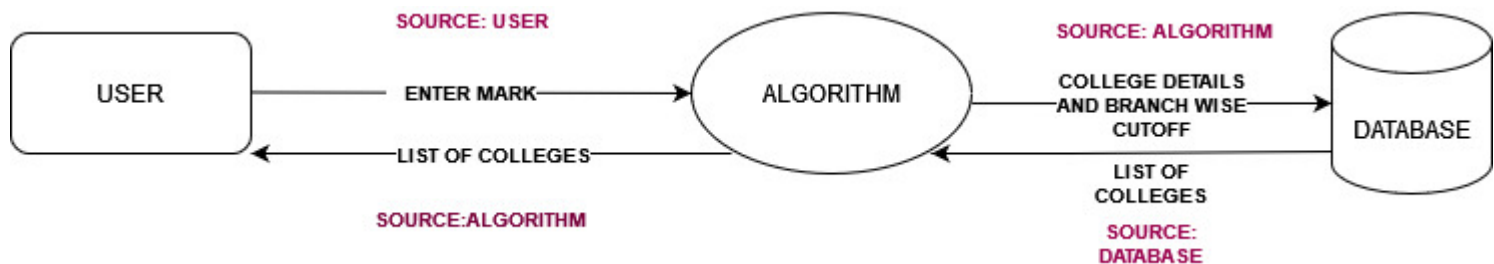 SOURCE: USER
SOURCE: ALGORITHM
USER
ENTER MARK
ALGORITHM
COLLEGE DETAILS
AND BRANCH WISE
CUTOFF
DATABASE
LIST OF COLLEGES
LIST OF
COLLEGES
SOURCE:ALGORITHM
SOURCE:
DATABASE